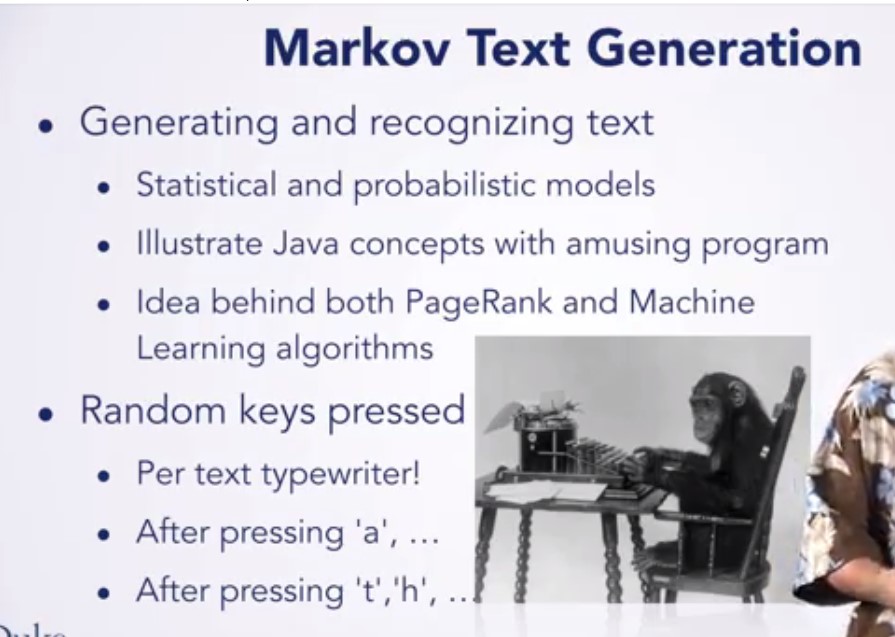 Markov Text Generation
• Generating and recognizing text
• Statistical and probabilistic models
• Illustrate Java concepts with amusing program
• Idea behind both PageRank and Machine
Learning algorithms
• Random keys pressed
• Per text typewriter!
• After pressing 'a', ...
• After pressing 't','h', ...